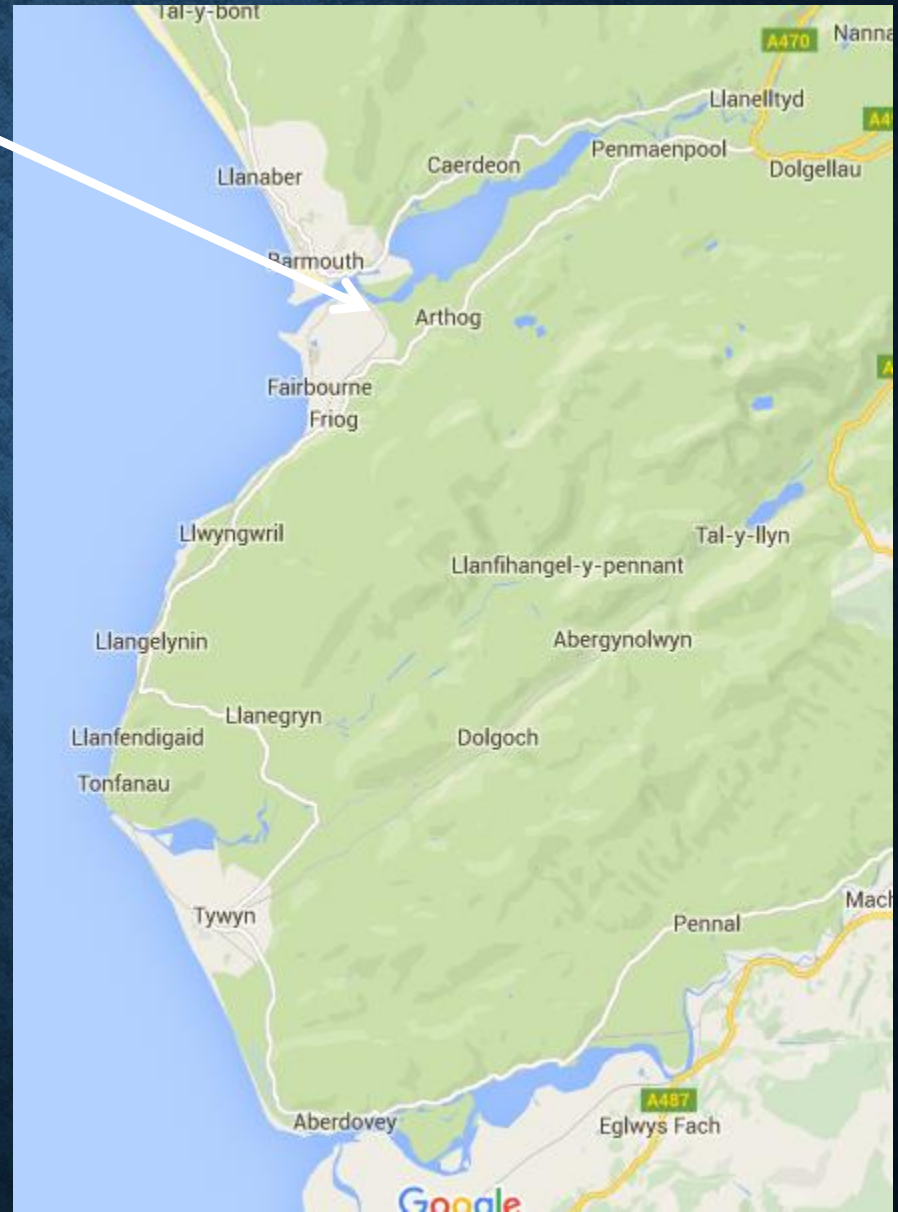 Tal-y-bont
A470
Nanna
Llanelltyd
A4
Penmaenpool
Caerdeon
Dolgellau
Llanaber
Barmouth
Arthog
Fairbourne
Friog
Llwyngwril
Tal-y-llyn
Llanfihangel-y-pennant
Llangelynin
Abergynolwyn
Llanegryn
Llanfendigaid
Dolgoch
Tonfanau
Mach
Tywyn
Pennal
A487
Aberdovey
Eglwys Fach
Google